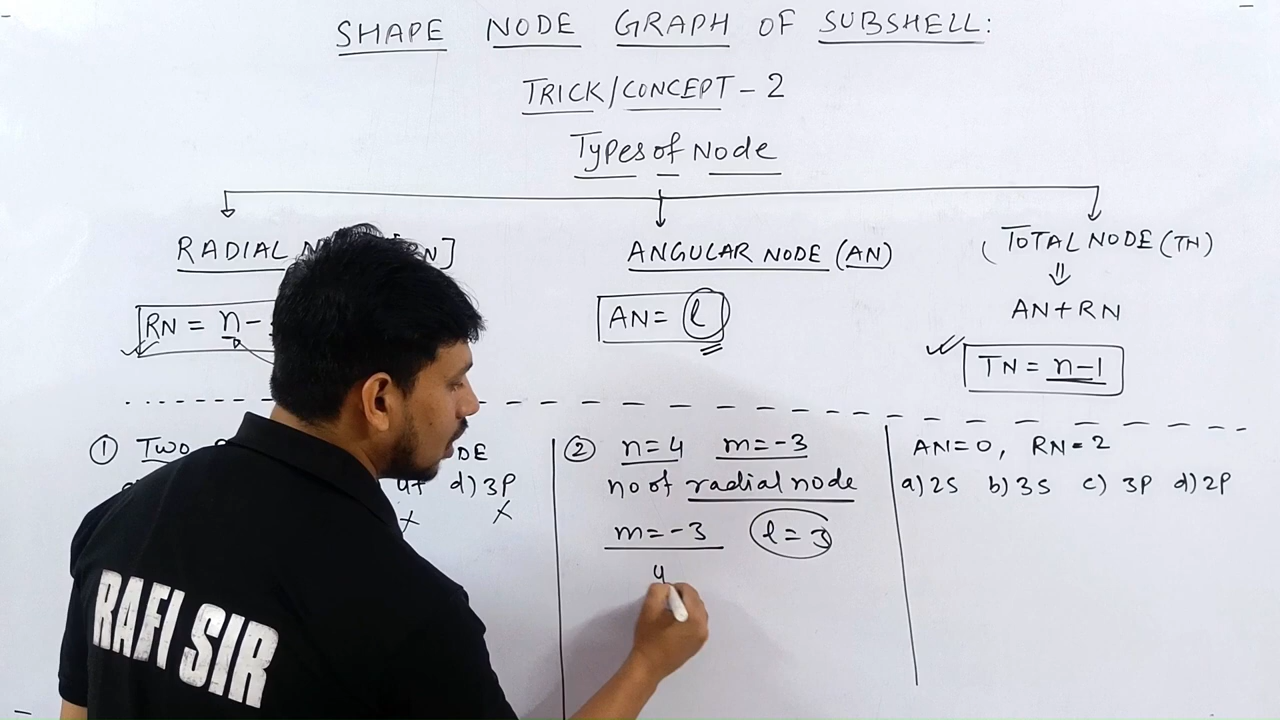 SHAPE NODE GRAPH OF SUBSHELL:
TRICK/CONCEPT - 2
Types of Node
RADIAL N]
RN = n -
ANGULAR NODE (AN)
AN = l
(TOTAL NODE (TN)
⇓
AN + RN
TN = n-1
① Two DE
d) 3P
② n=4 m=-3
no of radial node
m=-3 l=3
4
AN=0, RN=2
a) 2S b) 3S c) 3P d) 2P
RAFI SIR